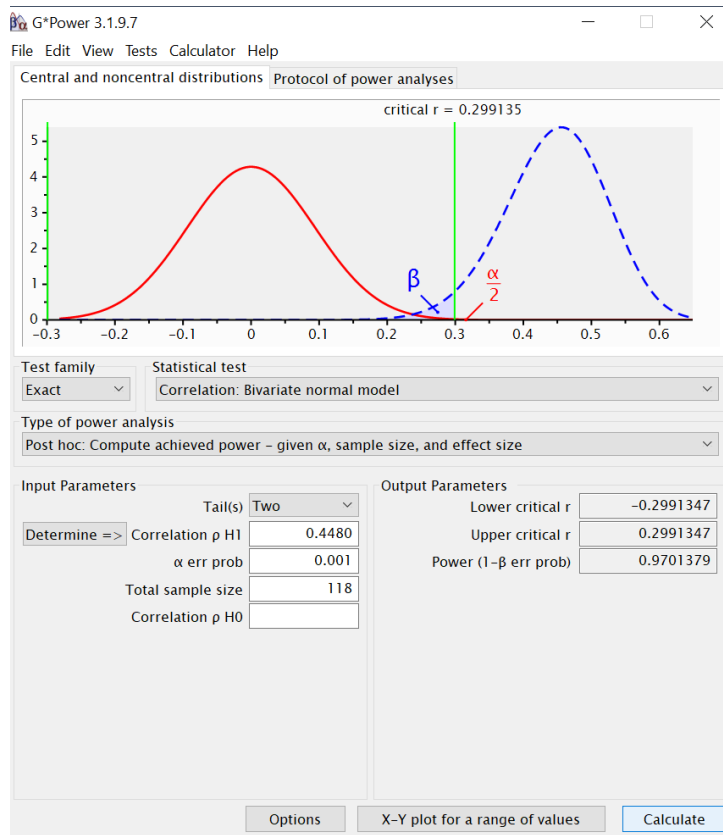 βα G*Power 3.1.9.7
File Edit View Tests Calculator Help
Central and noncentral distributions Protocol of power analyses
critical r = 0.299135
5
4
3
2
1
0
β α/2
-0.3 -0.2 -0.1 0 0.1 0.2 0.3 0.4 0.5 0.6
Test family Statistical test
Exact Correlation: Bivariate normal model
Type of power analysis
Post hoc: Compute achieved power – given α, sample size, and effect size
Input Parameters
Tail(s) Two
Determine => Correlation ρ H1 0.4480
α err prob 0.001
Total sample size 118
Correlation ρ H0
Output Parameters
Lower critical r -0.2991347
Upper critical r 0.2991347
Power (1-β err prob) 0.9701379
Options X-Y plot for a range of values Calculate